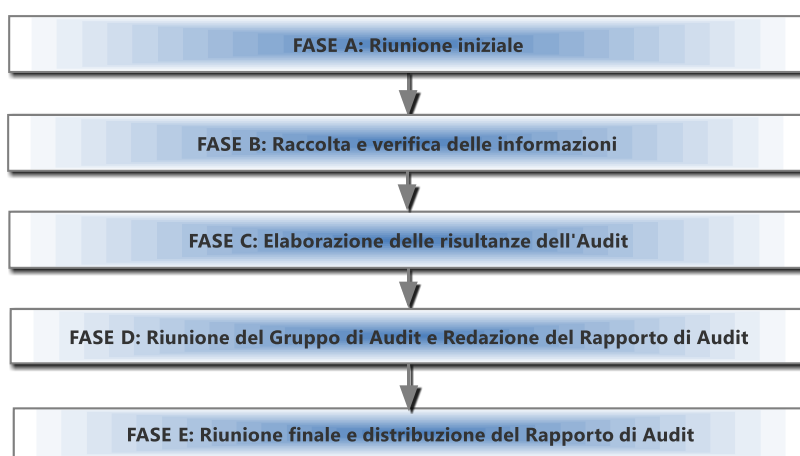 FASE A: Riunione iniziale
FASE B: Raccolta e verifica delle informazioni
FASE C: Elaborazione delle risultanze dell'Audit
FASE D: Riunione del Gruppo di Audit e Redazione del Rapporto di Audit
FASE E: Riunione finale e distribuzione del Rapporto di Audit